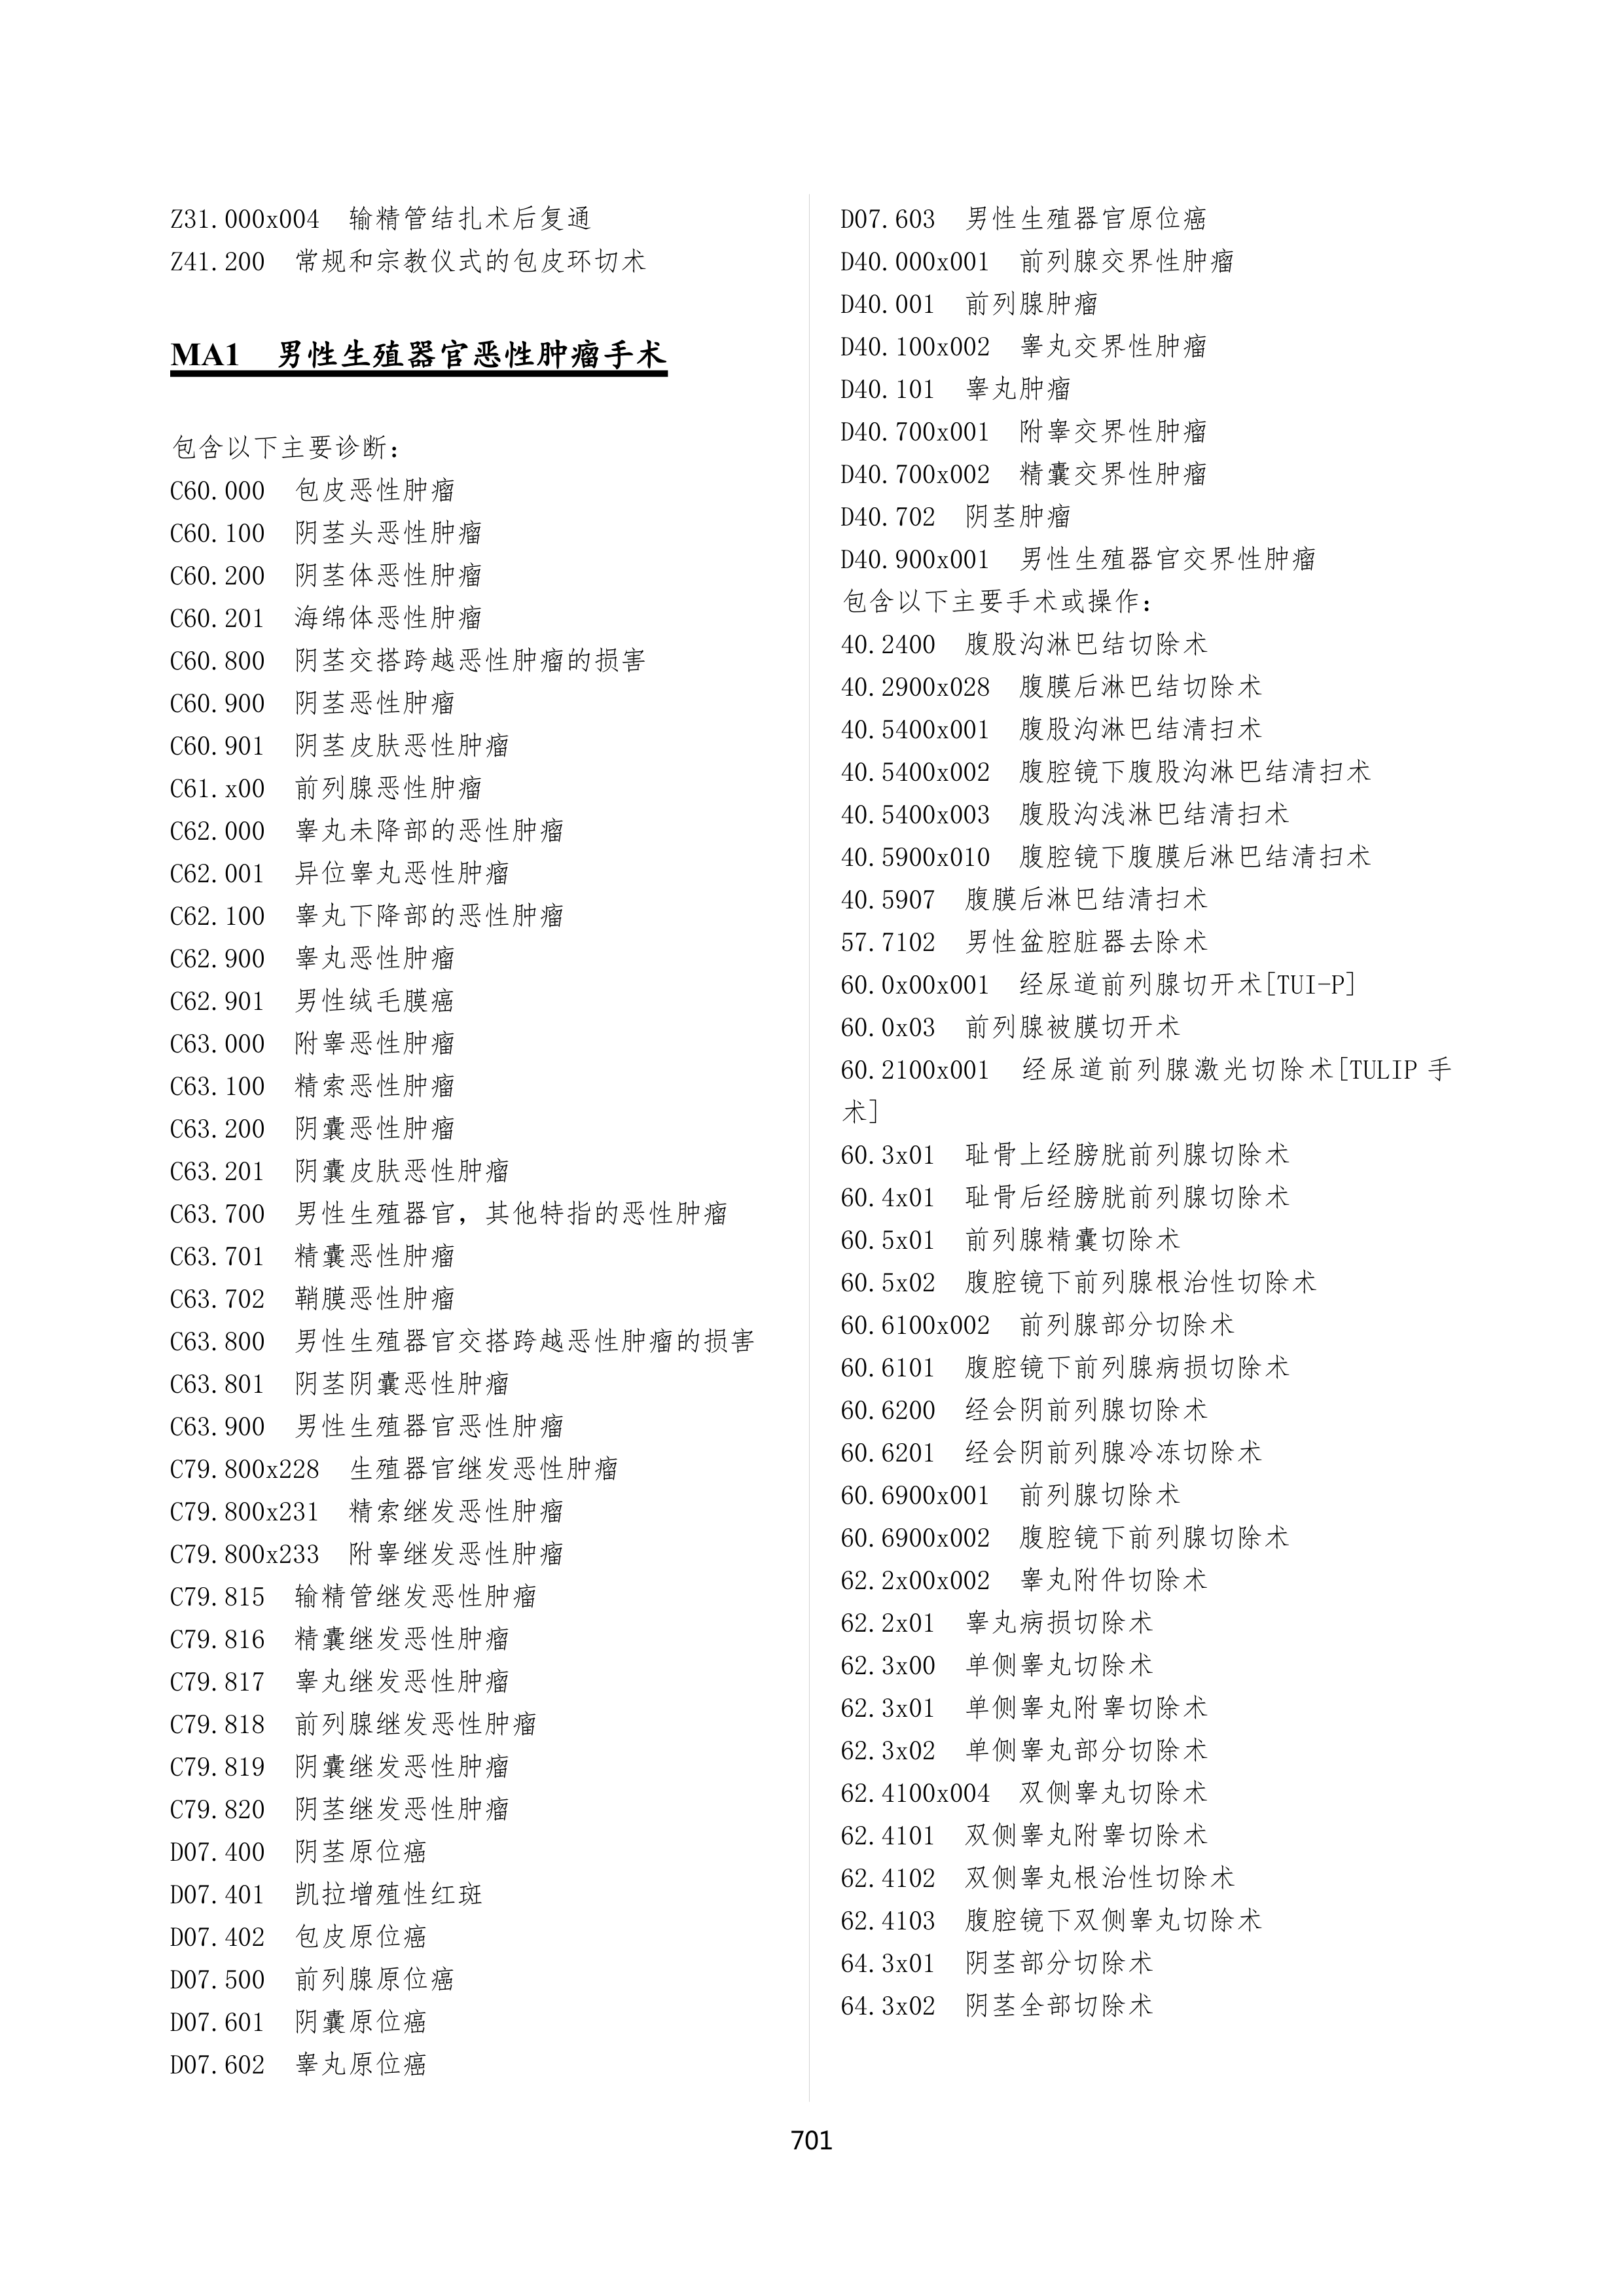 Z31.000x004 输精管结扎术后复通
Z41.200 常规和宗教仪式的包皮环切术
MA1 男性生殖器官恶性肿瘤手术
包含以下主要诊断：
C60.000 包皮恶性肿瘤
C60.100 阴茎头恶性肿瘤
C60.200 阴茎体恶性肿瘤
C60.201 海绵体恶性肿瘤
C60.800 阴茎交搭跨越恶性肿瘤的损害
C60.900 阴茎恶性肿瘤
C60.901 阴茎皮肤恶性肿瘤
C61.x00 前列腺恶性肿瘤
C62.000 睾丸未降部的恶性肿瘤
C62.001 异位睾丸恶性肿瘤
C62.100 睾丸下降部的恶性肿瘤
C62.900 睾丸恶性肿瘤
C62.901 男性绒毛膜癌
C63.000 附睾恶性肿瘤
C63.100 精索恶性肿瘤
C63.200 阴囊恶性肿瘤
C63.201 阴囊皮肤恶性肿瘤
C63.700 男性生殖器官，其他特指的恶性肿瘤
C63.701 精囊恶性肿瘤
C63.702 鞘膜恶性肿瘤
C63.800 男性生殖器官交搭跨越恶性肿瘤的损害
C63.801 阴茎阴囊恶性肿瘤
C63.900 男性生殖器官恶性肿瘤
C79.800x228 生殖器官继发恶性肿瘤
C79.800x231 精索继发恶性肿瘤
C79.800x233 附睾继发恶性肿瘤
C79.815 输精管继发恶性肿瘤
C79.816 精囊继发恶性肿瘤
C79.817 睾丸继发恶性肿瘤
C79.818 前列腺继发恶性肿瘤
C79.819 阴囊继发恶性肿瘤
C79.820 阴茎继发恶性肿瘤
D07.400 阴茎原位癌
D07.401 凯拉增殖性红斑
D07.402 包皮原位癌
D07.500 前列腺原位癌
D07.601 阴囊原位癌
D07.602 睾丸原位癌
D07.603 男性生殖器官原位癌
D40.000x001 前列腺交界性肿瘤
D40.001 前列腺肿瘤
D40.100x002 睾丸交界性肿瘤
D40.101 睾丸肿瘤
D40.700x001 附睾交界性肿瘤
D40.700x002 精囊交界性肿瘤
D40.702 阴茎肿瘤
D40.900x001 男性生殖器官交界性肿瘤
包含以下主要手术或操作：
40.2400 腹股沟淋巴结切除术
40.2900x028 腹膜后淋巴结切除术
40.5400x001 腹股沟淋巴结清扫术
40.5400x002 腹腔镜下腹股沟淋巴结清扫术
40.5400x003 腹股沟浅淋巴结清扫术
40.5900x010 腹腔镜下腹膜后淋巴结清扫术
40.5907 腹膜后淋巴结清扫术
57.7102 男性盆腔脏器去除术
60.0x00x001 经尿道前列腺切开术[TUI-P]
60.0x03 前列腺被膜切开术
60.2100x001 经尿道前列腺激光切除术[TULIP 手
术]
60.3x01 耻骨上经膀胱前列腺切除术
60.4x01 耻骨后经膀胱前列腺切除术
60.5x01 前列腺精囊切除术
60.5x02 腹腔镜下前列腺根治性切除术
60.6100x002 前列腺部分切除术
60.6101 腹腔镜下前列腺病损切除术
60.6200 经会阴前列腺切除术
60.6201 经会阴前列腺冷冻切除术
60.6900x001 前列腺切除术
60.6900x002 腹腔镜下前列腺切除术
62.2x00x002 睾丸附件切除术
62.2x01 睾丸病损切除术
62.3x00 单侧睾丸切除术
62.3x01 单侧睾丸附睾切除术
62.3x02 单侧睾丸部分切除术
62.4100x004 双侧睾丸切除术
62.4101 双侧睾丸附睾切除术
62.4102 双侧睾丸根治性切除术
62.4103 腹腔镜下双侧睾丸切除术
64.3x01 阴茎部分切除术
64.3x02 阴茎全部切除术
701